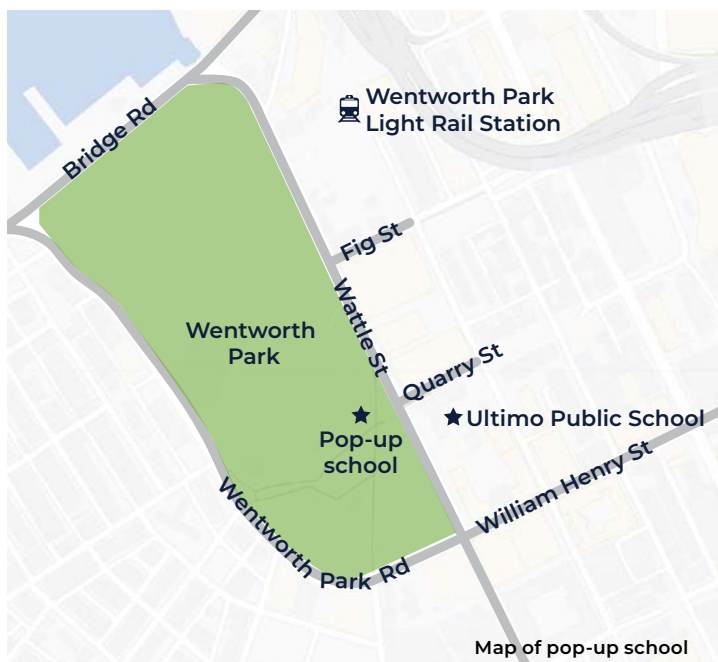 Wentworth Park
Light Rail Station
Bridge Rd
Fig St
Wattle St
Wentworth
Park
Quarry St
Ultimo Public School
Pop-up
school
William Henry St
Wentworth Park Rd
Map of pop-up school